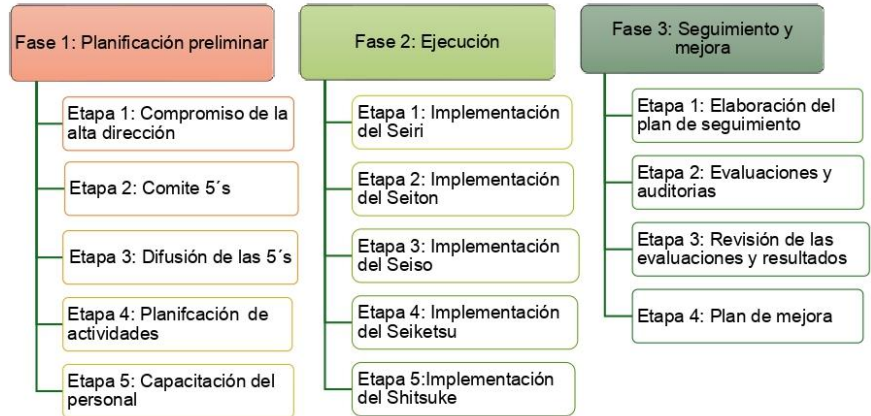 Fase 1: Planificación preliminar
Etapa 1: Compromiso de la
alta dirección
Etapa 2: Comite 5´s
Etapa 3: Difusión de las 5´s
Etapa 4: Planifcación de
actividades
Etapa 5: Capacitación del
personal
Fase 2: Ejecución
Etapa 1: Implementación
del Seiri
Etapa 2: Implementación
del Seiton
Etapa 3: Implementación
del Seiso
Etapa 4: Implementación
del Seiketsu
Etapa 5:Implementación
del Shitsuke
Fase 3: Seguimiento y
mejora
Etapa 1: Elaboración del
plan de seguimiento
Etapa 2: Evaluaciones y
auditorias
Etapa 3: Revisión de las
evaluaciones y resultados
Etapa 4: Plan de mejora